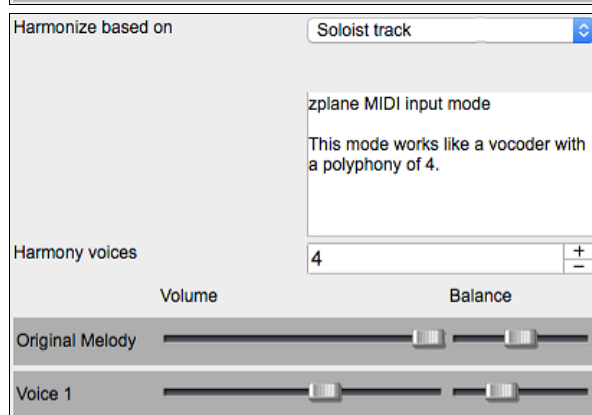 Harmonize based on Soloist track
zplane MIDI input mode
This mode works like a vocoder with
a polyphony of 4.
Harmony voices 4 + −
Volume Balance
Original Melody
Voice 1